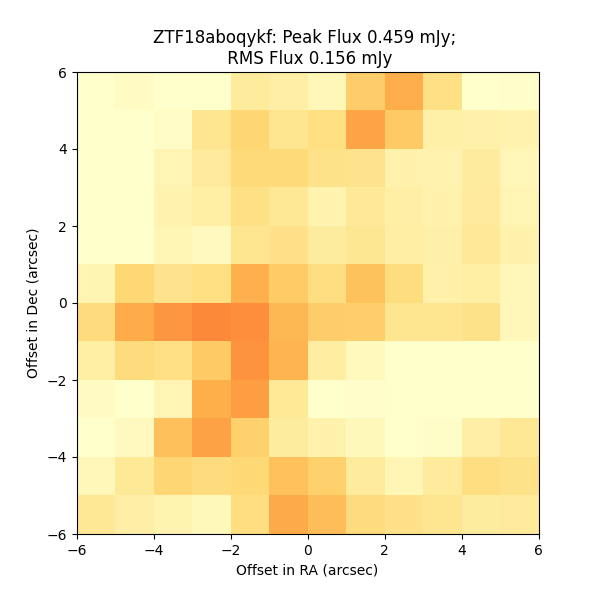 ZTF18aboqykf: Peak Flux 0.459 mJy;
RMS Flux 0.156 mJy
6
4
2
0
−2
−4
−6
Offset in Dec (arcsec)
−6 −4 −2 0 2 4 6
Offset in RA (arcsec)